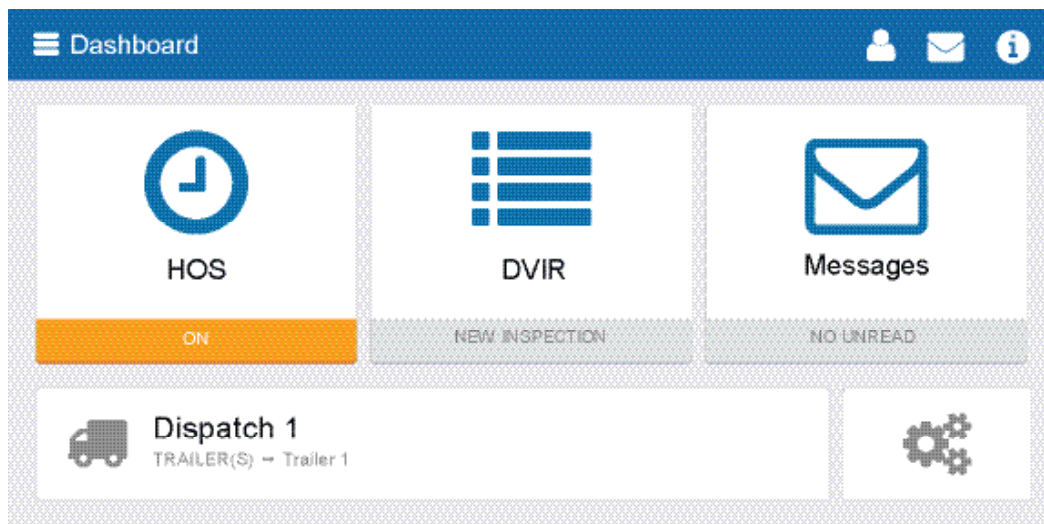 Dashboard
HOS
DVIR
Messages
ON
NEW INSPECTION
NO UNREAD
Dispatch 1
TRAILER(S) – Trailer 1